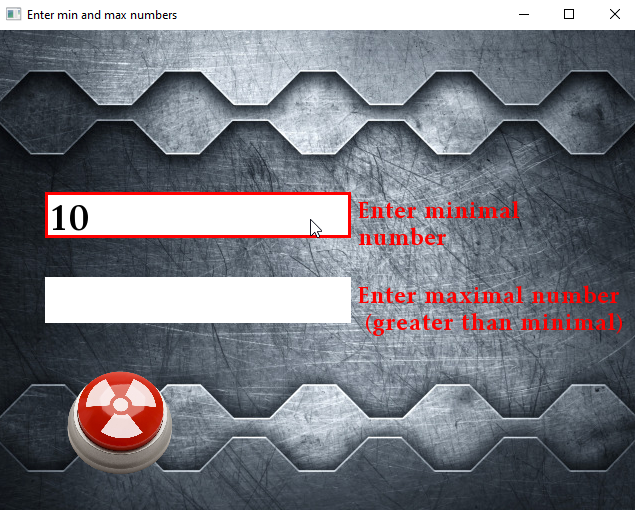 Enter min and max numbers
10
Enter minimal
number
Enter maximal number
(greater than minimal)